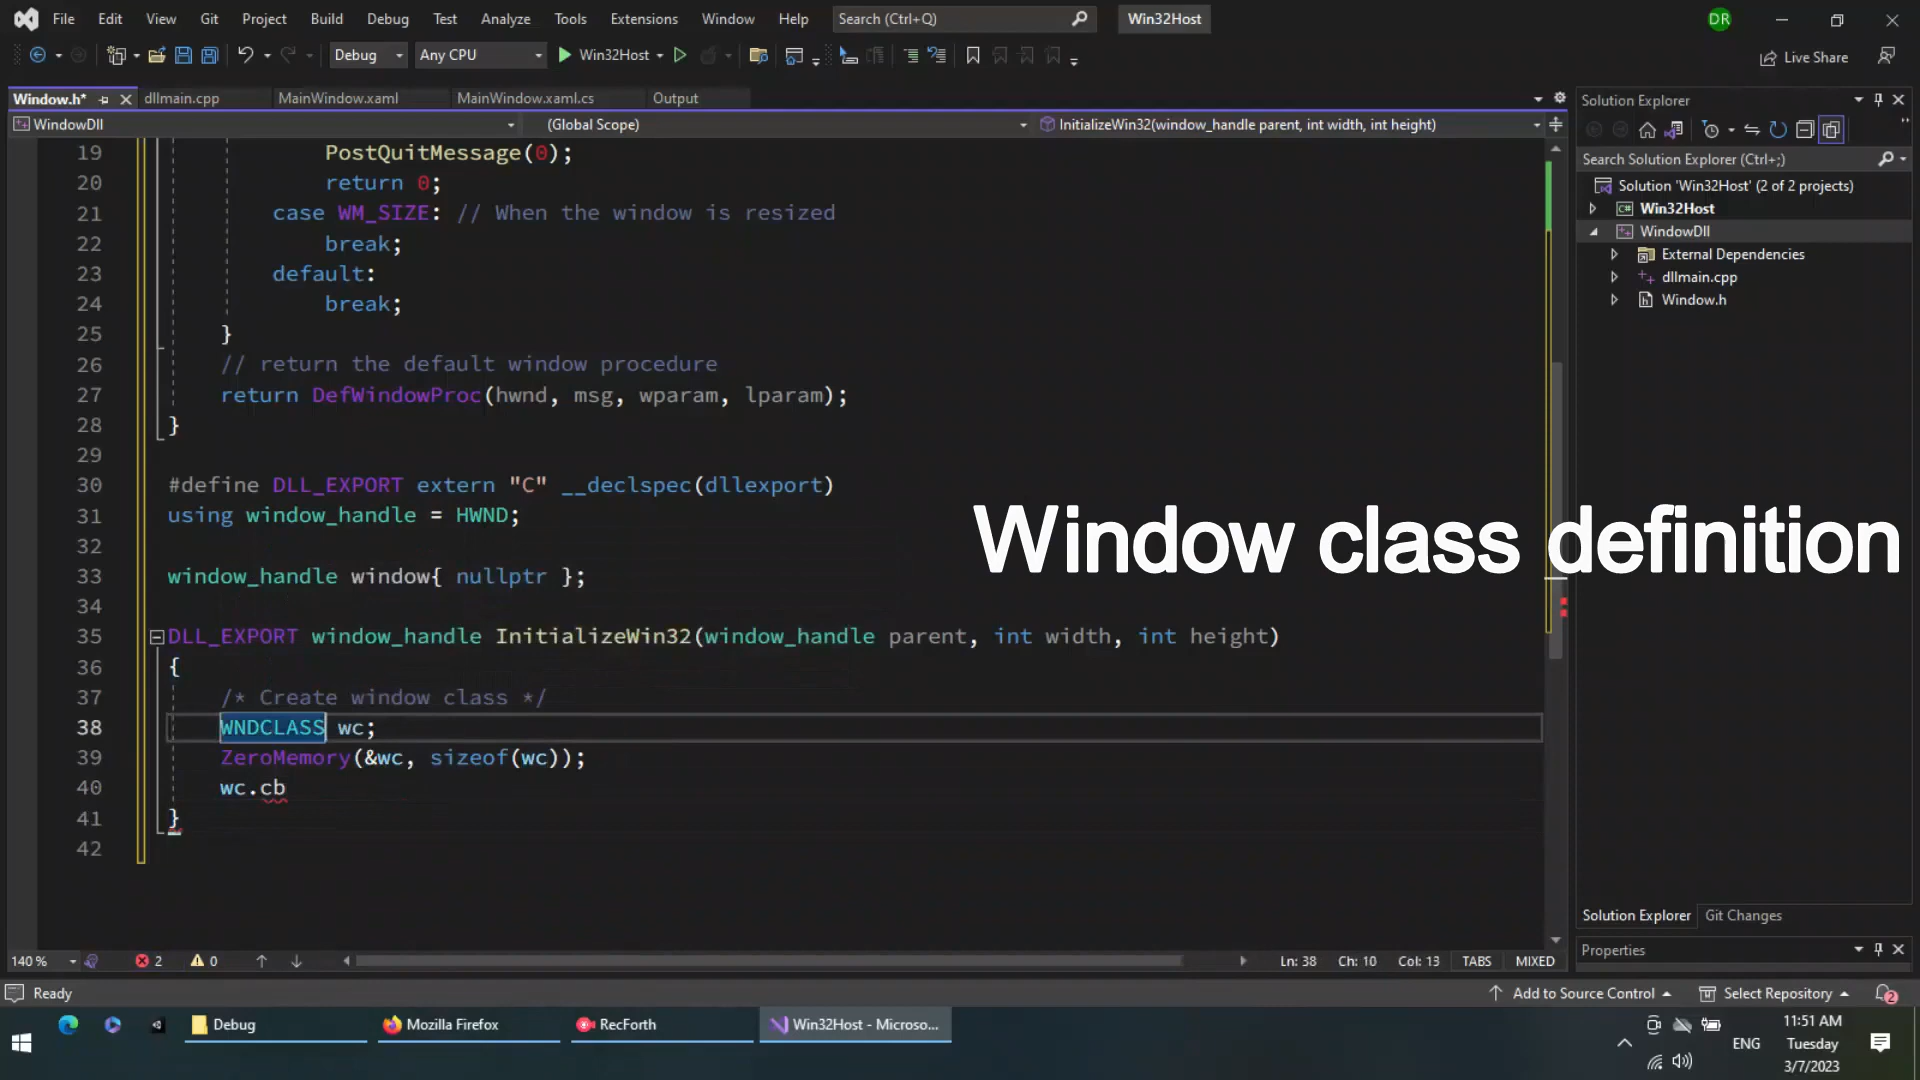 File Edit View Git Project Build Debug Test Analyze Tools Extensions Window Help Search (Ctrl+Q) Win32Host DR
Debug Any CPU Win32Host Live Share
Window.h* dllmain.cpp MainWindow.xaml MainWindow.xaml.cs Output
WindowDll (Global Scope) InitializeWin32(window_handle parent, int width, int height)
19 PostQuitMessage(0);
20 return 0;
21 case WM_SIZE: // When the window is resized
22 break;
23 default:
24 break;
25 }
26 // return the default window procedure
27 return DefWindowProc(hwnd, msg, wparam, lparam);
28 }
29
30 #define DLL_EXPORT extern "C" __declspec(dllexport)
31 using window_handle = HWND;
32
33 window_handle window{ nullptr };
34
35 DLL_EXPORT window_handle InitializeWin32(window_handle parent, int width, int height)
36 {
37 /* Create window class */
38 WNDCLASS wc;
39 ZeroMemory(&wc, sizeof(wc));
40 wc.cb
41 }
42
Window class definition
Solution Explorer
Search Solution Explorer (Ctrl+;)
Solution 'Win32Host' (2 of 2 projects)
C# Win32Host
WindowDll
External Dependencies
dllmain.cpp
Window.h
Solution Explorer Git Changes
Properties
140 % 2 0 Ln: 38 Ch: 10 Col: 13 TABS MIXED
Ready Add to Source Control Select Repository 2
Debug Mozilla Firefox RecForth Win32Host - Microso...
ENG
11:51 AM
Tuesday
3/7/2023